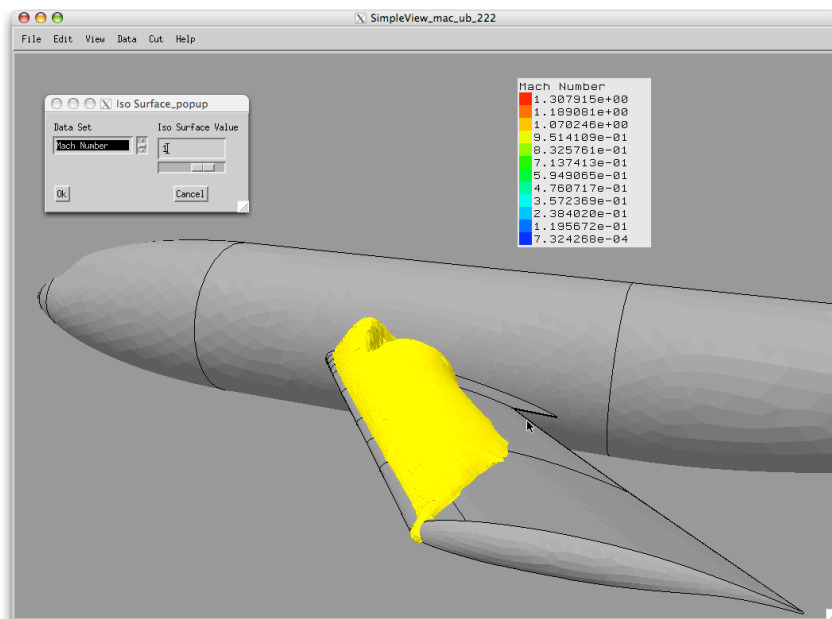 SimpleView_mac_ub_222
File Edit View Data Cut Help
Iso Surface_popup
Data Set
Iso Surface Value
Mach Number
1
Ok
Cancel
Mach Number
1.307915e+00
1.189081e+00
1.070246e+00
9.514109e-01
8.325761e-01
7.137413e-01
5.949065e-01
4.760717e-01
3.572369e-01
2.384020e-01
1.195672e-01
7.324268e-04